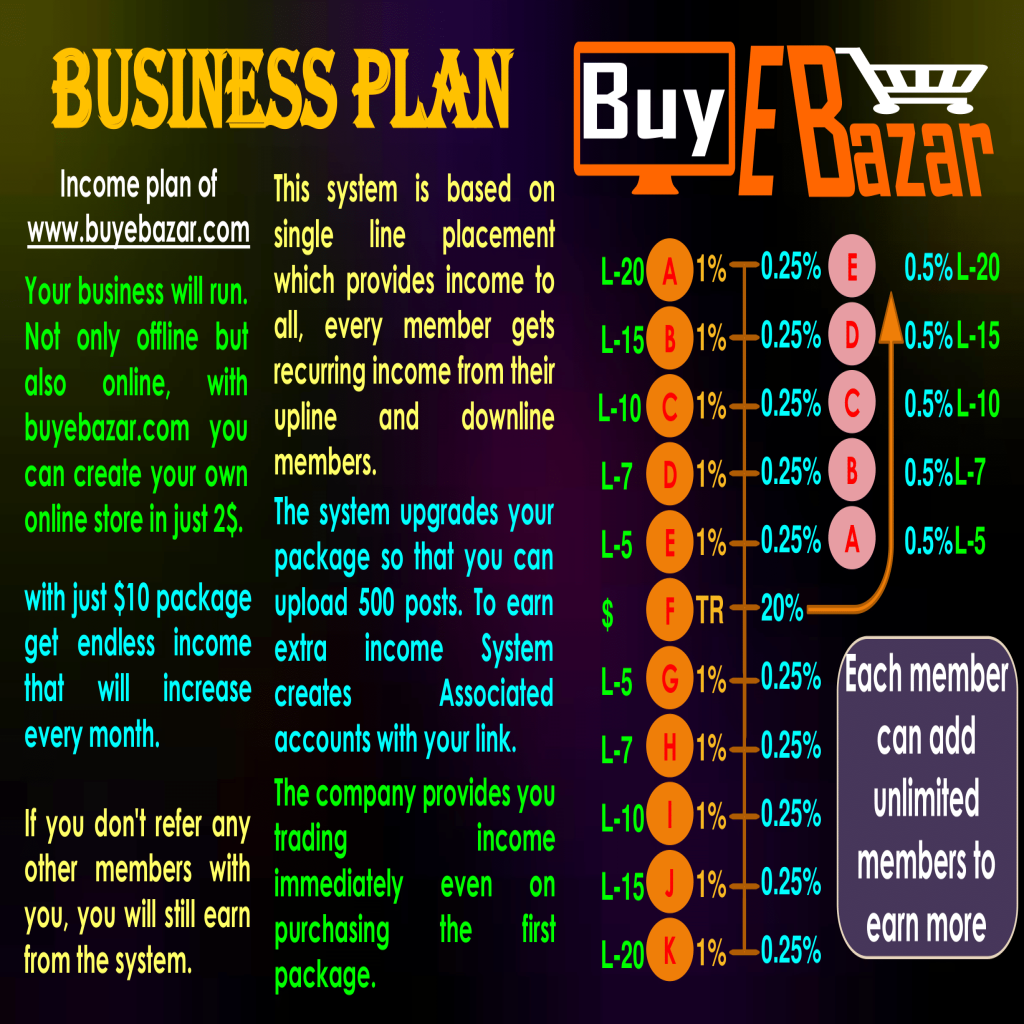 BUSINESS PLAN
Income plan of
www.buyebazar.com
Your business will run.
Not only offline but
also online, with
buyebazar.com you
can create your own
online store in just 2$.
with just $10 package
get endless income
that will increase
every month.
If you don't refer any
other members with
you, you will still earn
from the system.
This system is based on
single line placement
which provides income to
all, every member gets
recurring income from their
upline and downline
members.
The system upgrades your
package so that you can
upload 500 posts. To earn
extra income System
creates Associated
accounts with your link.
The company provides you
trading income
immediately even on
purchasing the first
package.
Buy E Bazar
L-20 A 1% 0.25% E 0.5% L-20
L-15 B 1% 0.25% D 0.5% L-15
L-10 C 1% 0.25% C 0.5% L-10
L-7 D 1% 0.25% B 0.5% L-7
L-5 E 1% 0.25% A 0.5% L-5
$ F TR 20%
L-5 G 1% 0.25%
L-7 H 1% 0.25%
L-10 I 1% 0.25%
L-15 J 1% 0.25%
L-20 K 1% 0.25%
Each member
can add
unlimited
members to
earn more